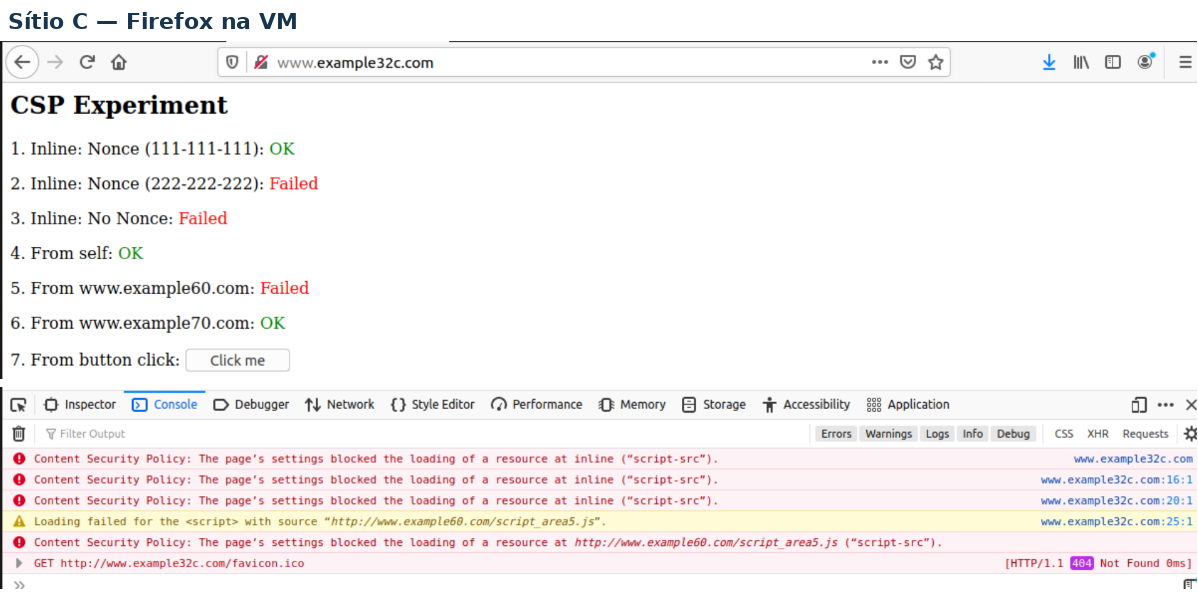 Sítio C — Firefox na VM
www.example32c.com
CSP Experiment
1. Inline: Nonce (111-111-111): OK
2. Inline: Nonce (222-222-222): Failed
3. Inline: No Nonce: Failed
4. From self: OK
5. From www.example60.com: Failed
6. From www.example70.com: OK
7. From button click: Click me
Inspector Console Debugger Network Style Editor Performance Memory Storage Accessibility Application
Filter Output Errors Warnings Logs Info Debug CSS XHR Requests
Content Security Policy: The page’s settings blocked the loading of a resource at inline (“script-src”). www.example32c.com
Content Security Policy: The page’s settings blocked the loading of a resource at inline (“script-src”). www.example32c.com:16:1
Content Security Policy: The page’s settings blocked the loading of a resource at inline (“script-src”). www.example32c.com:20:1
Loading failed for the <script> with source “http://www.example60.com/script_area5.js”. www.example32c.com:25:1
Content Security Policy: The page’s settings blocked the loading of a resource at http://www.example60.com/script_area5.js (“script-src”).
GET http://www.example32c.com/favicon.ico [HTTP/1.1 404 Not Found 0ms]